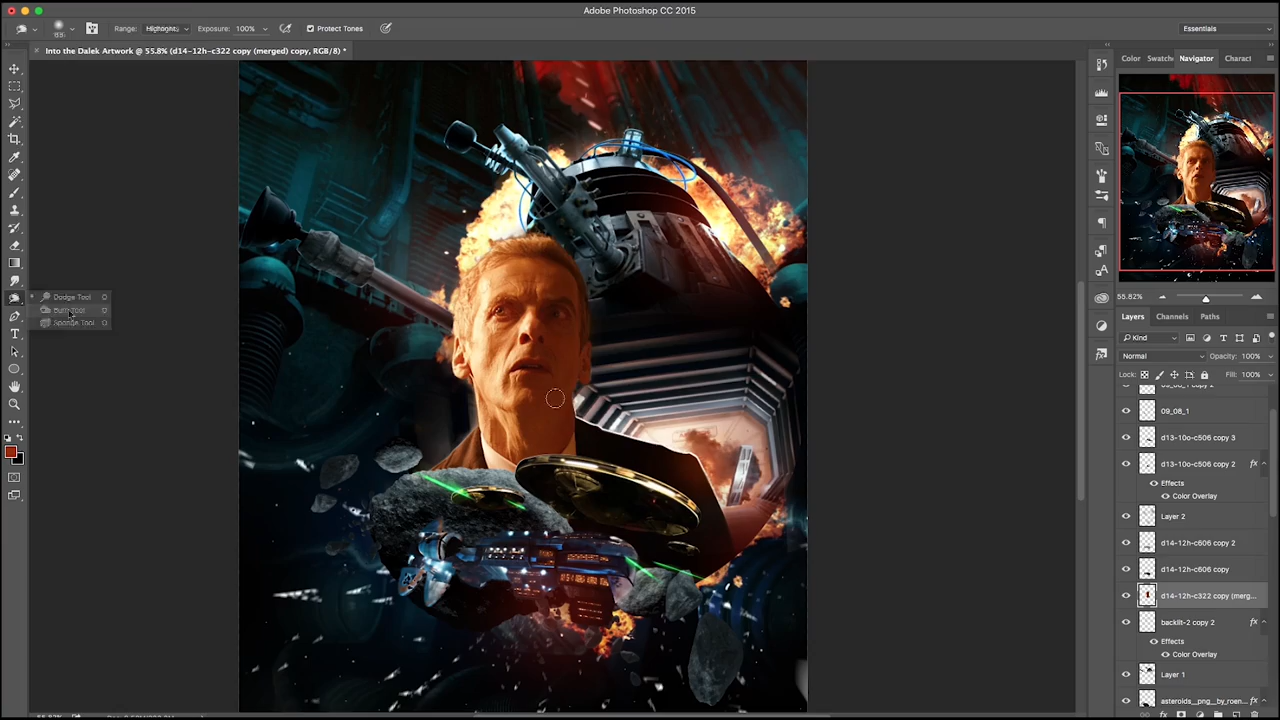 Adobe Photoshop CC 2015
Range: Highlights Exposure: 100% Protect Tones Essentials
× Into the Dalek Artwork @ 55.8% (d14-12h-c322 copy (merged) copy, RGB/8) *
Color Swatch Navigator Charact
Dodge Tool O
Burn Tool O
Sponge Tool O
55.82%
Layers Channels Paths
Kind
Normal Opacity: 100%
Lock: Fill: 100%
09_08_1
d13-10o-c506 copy 3
d13-10o-c506 copy 2 fx
Effects
Color Overlay
Layer 2
d14-12h-c606 copy 2
d14-12h-c606 copy
d14-12h-c322 copy (merg...
backlit-2 copy 2 fx
Effects
Color Overlay
Layer 1
asteroids__png__by_roen... fx